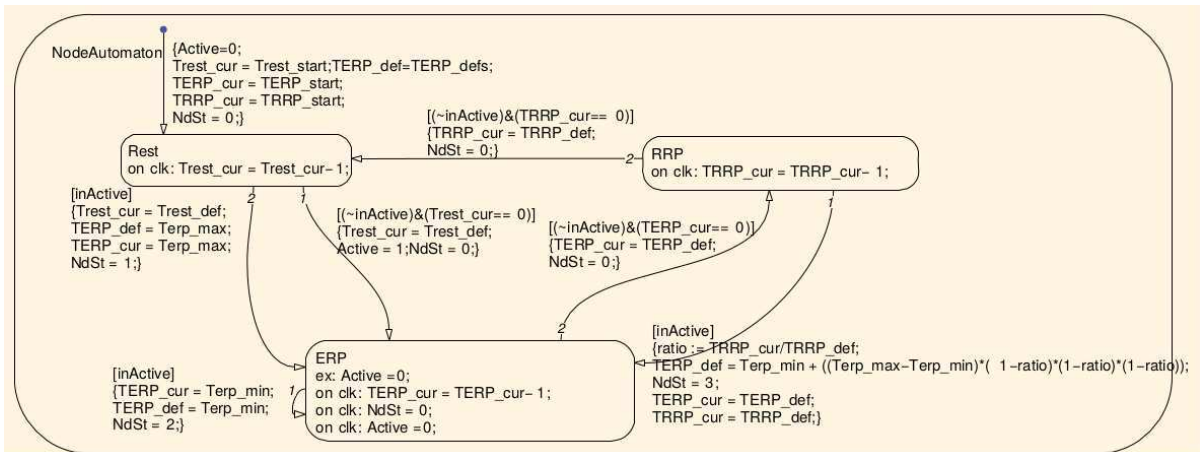 NodeAutomaton
{Active=0;
Trest_cur = Trest_start;TERP_def=TERP_defs;
TERP_cur = TERP_start;
TRRP_cur = TRRP_start;
NdSt = 0;}
[(~inActive)&(TRRP_cur== 0)]
{TRRP_cur = TRRP_def;
NdSt = 0;}
2
Rest
on clk: Trest_cur = Trest_cur-1;
RRP
on clk: TRRP_cur = TRRP_cur-1;
2
1
1
[inActive]
{Trest_cur = Trest_def;
TERP_def = Terp_max;
TERP_cur = Terp_max;
NdSt = 1;}
[(~inActive)&(Trest_cur== 0)]
{Trest_cur = Trest_def;
Active = 1;NdSt = 0;}
[(~inActive)&(TERP_cur== 0)]
{TERP_cur = TERP_def;
NdSt = 0;}
2
[inActive]
{ratio := TRRP_cur/TRRP_def;
TERP_def = Terp_min + ((Terp_max-Terp_min)*( 1-ratio)*(1-ratio)*(1-ratio));
NdSt = 3;
TERP_cur = TERP_def;
TRRP_cur = TRRP_def;}
[inActive]
{TERP_cur = Terp_min;
TERP_def = Terp_min;
NdSt = 2;}
1
ERP
ex: Active =0;
on clk: TERP_cur = TERP_cur-1;
on clk: NdSt = 0;
on clk: Active =0;